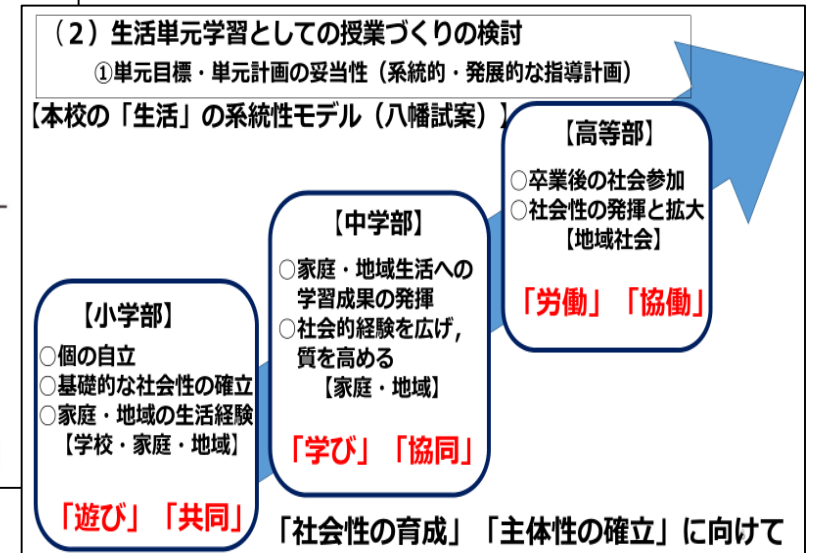 （２）生活単元学習としての授業づくりの検討
①単元目標・単元計画の妥当性（系統的・発展的な指導計画）
【本校の「生活」の系統性モデル（八幡試案）】
【小学部】
○個の自立
○基礎的な社会性の確立
○家庭・地域の生活経験
【学校・家庭・地域】
「遊び」「共同」
【中学部】
○家庭・地域生活への
学習成果の発揮
○社会的経験を広げ，
質を高める
【家庭・地域】
「学び」「協同」
【高等部】
○卒業後の社会参加
○社会性の発揮と拡大
【地域社会】
「労働」「協働」
「社会性の育成」「主体性の確立」に向けて